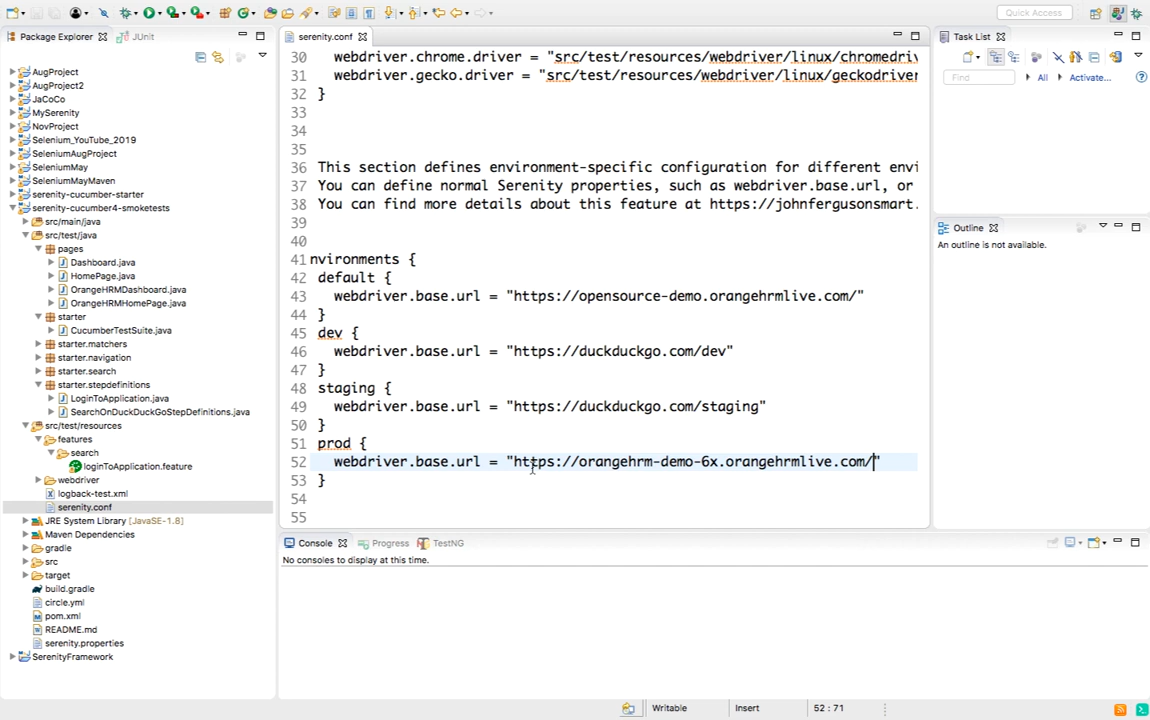 Quick Access
Package Explorer
JUnit
AugProject
AugProject2
JaCoCo
MySerenity
NovProject
Selenium_YouTube_2019
SeleniumAugProject
SeleniumMay
SeleniumMayMaven
serenity-cucumber-starter
serenity-cucumber4-smoketests
src/main/java
src/test/java
pages
Dashboard.java
HomePage.java
OrangeHRMDashboard.java
OrangeHRMHomePage.java
starter
CucumberTestSuite.java
starter.matchers
starter.navigation
starter.search
starter.stepdefinitions
LoginToApplication.java
SearchOnDuckDuckGoStepDefinitions.java
src/test/resources
features
search
loginToApplication.feature
webdriver
logback-test.xml
serenity.conf
JRE System Library [JavaSE-1.8]
Maven Dependencies
gradle
src
target
build.gradle
circle.yml
pom.xml
README.md
serenity.properties
SerenityFramework
serenity.conf
30 webdriver.chrome.driver = "src/test/resources/webdriver/linux/chromedriv
31 webdriver.gecko.driver = "src/test/resources/webdriver/linux/geckodriver
32 }
33
34
35
36 This section defines environment-specific configuration for different envi
37 You can define normal Serenity properties, such as webdriver.base.url, or
38 You can find more details about this feature at https://johnfergusonsmart.
39
40
41 nvironments {
42 default {
43 webdriver.base.url = "https://opensource-demo.orangehrmlive.com/"
44 }
45 dev {
46 webdriver.base.url = "https://duckduckgo.com/dev"
47 }
48 staging {
49 webdriver.base.url = "https://duckduckgo.com/staging"
50 }
51 prod {
52 webdriver.base.url = "https://orangehrm-demo-6x.orangehrmlive.com/"
53 }
54
55
Console
Progress
TestNG
No consoles to display at this time.
Task List
Find
All
Activate...
Outline
An outline is not available.
Writable
Insert
52 : 71